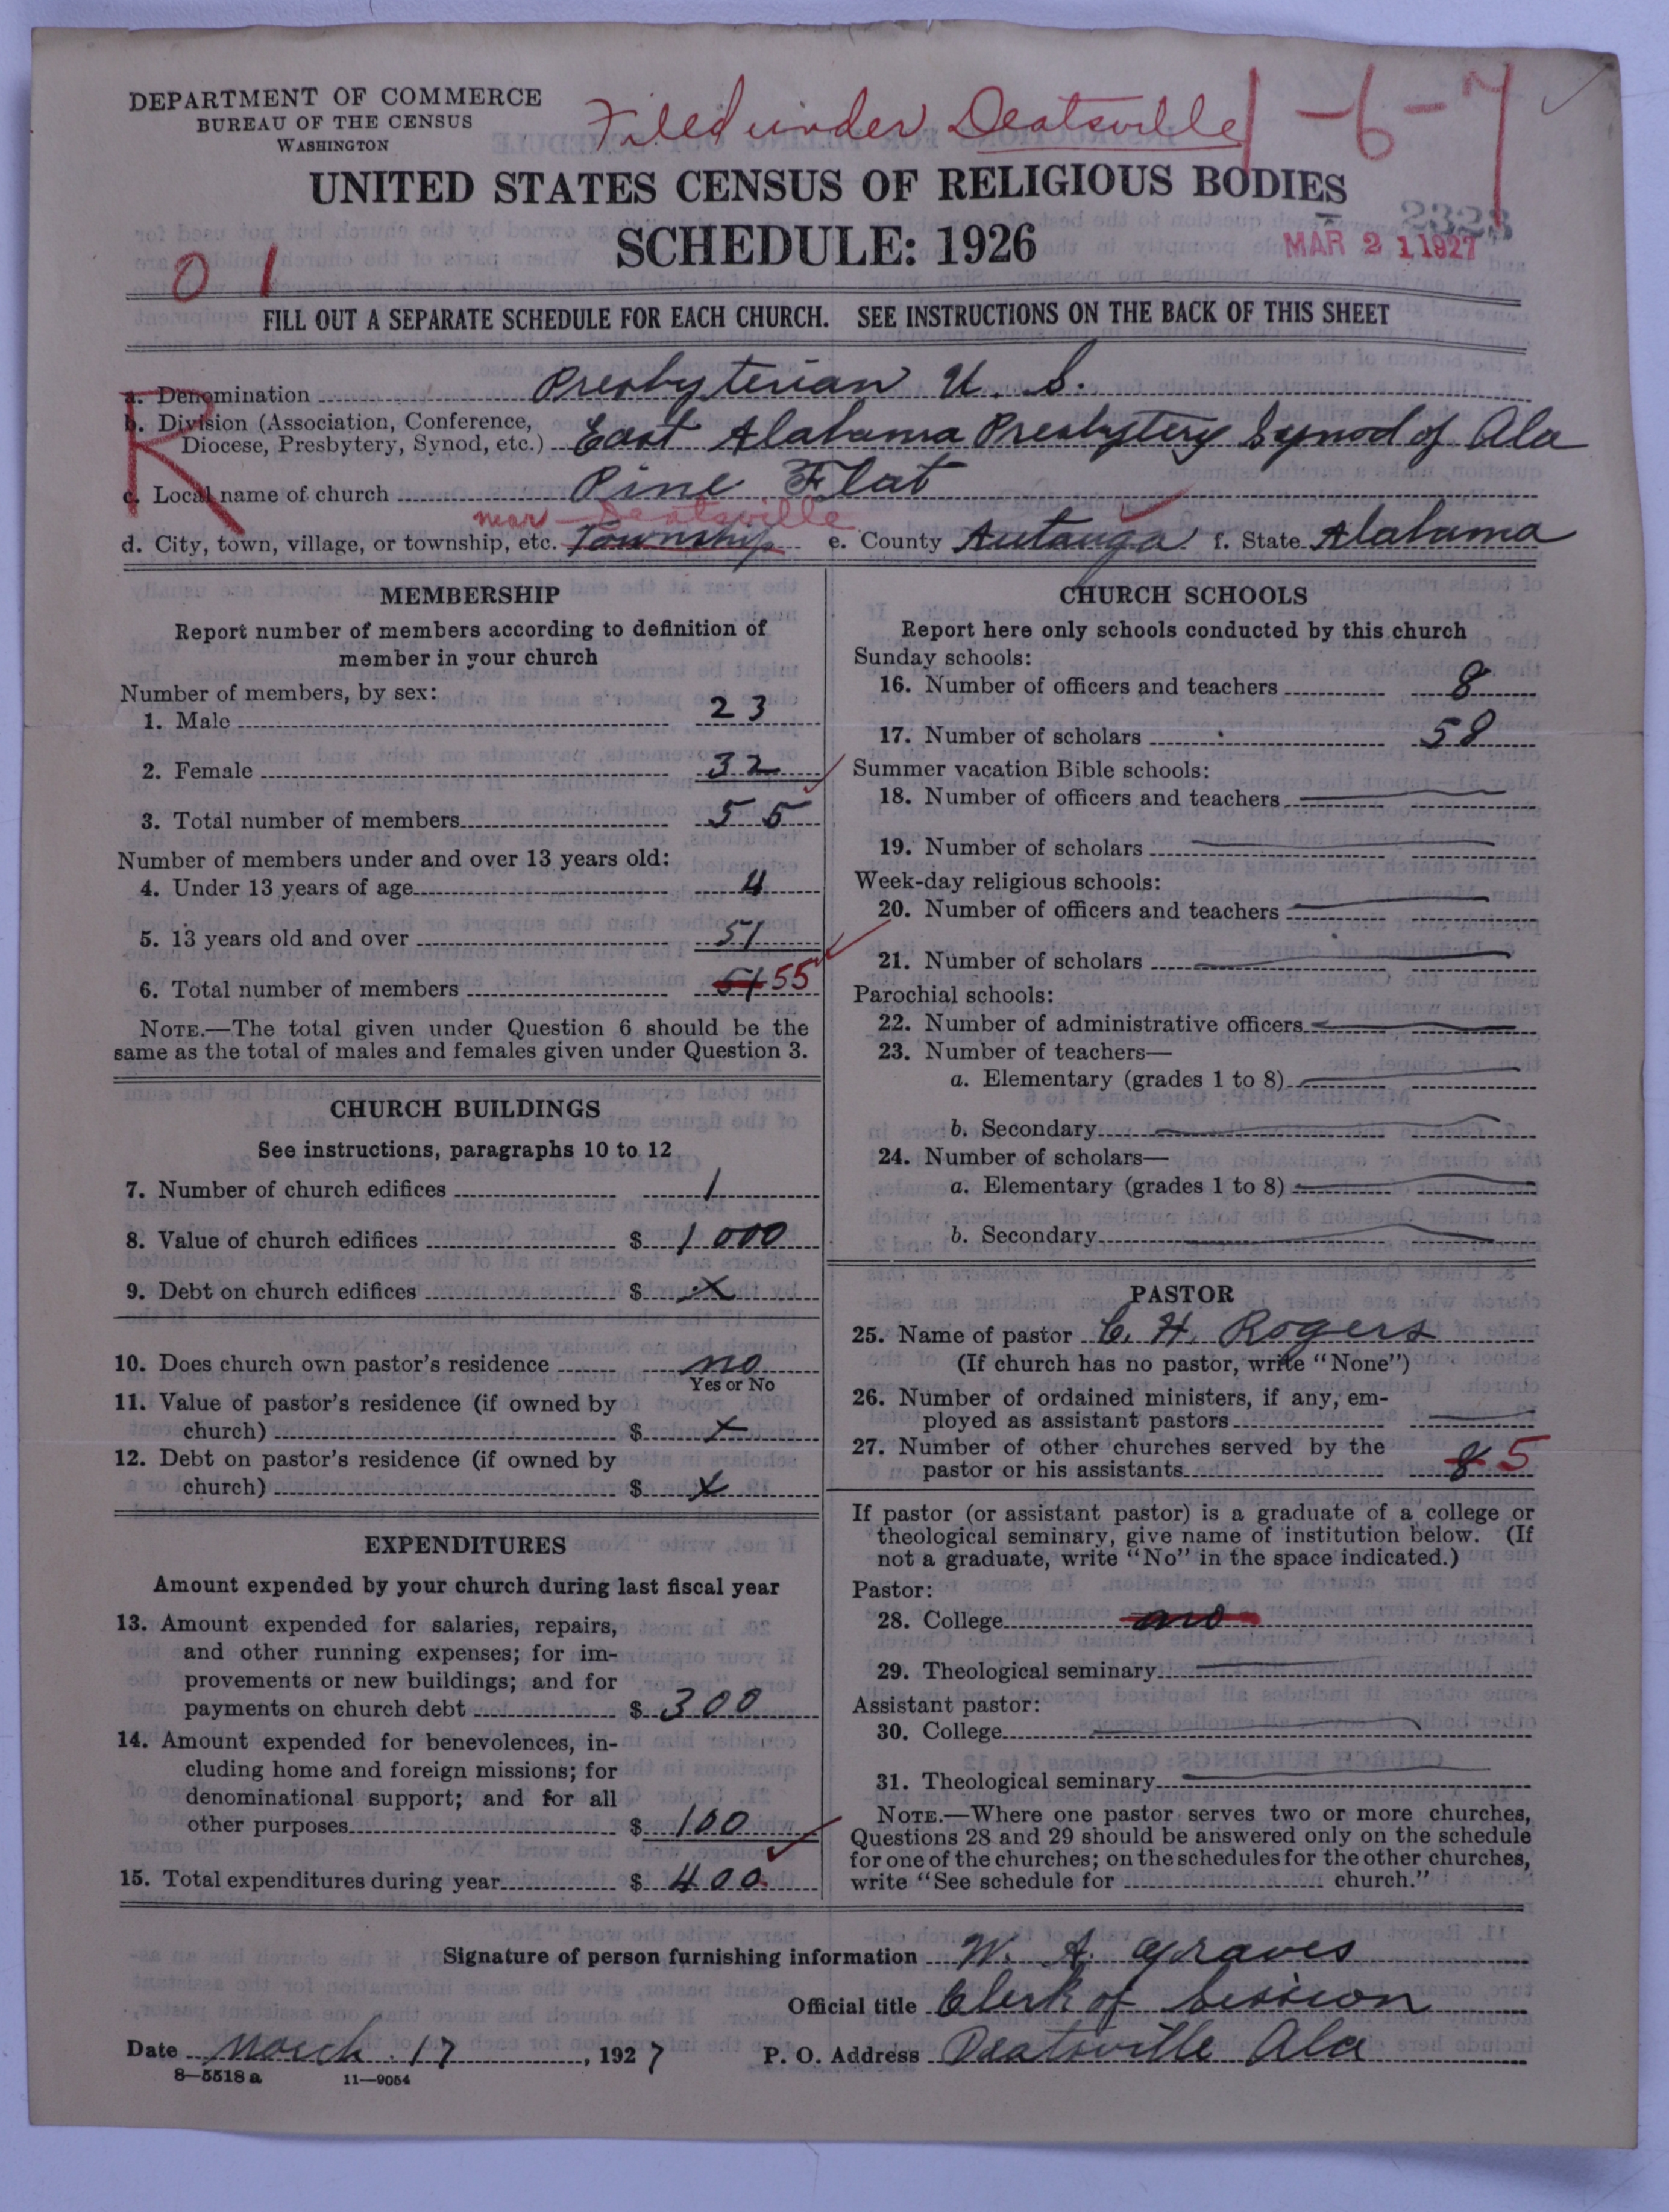 DEPARTMENT OF COMMERCE
BUREAU OF THE CENSUS
WASHINGTON
Filed under Deatsville
1-6-7
UNITED STATES CENSUS OF RELIGIOUS BODIES
SCHEDULE: 1926
2323
MAR 21 1927
0 1
FILL OUT A SEPARATE SCHEDULE FOR EACH CHURCH. SEE INSTRUCTIONS ON THE BACK OF THIS SHEET
R
a. Denomination Presbyterian U. S.
b. Division (Association, Conference,
Diocese, Presbytery, Synod, etc.) East Alabama Presbytery Synod of Ala
c. Local name of church Pine Flat
near Deatsville
d. City, town, village, or township, etc. Township e. County Autauga f. State Alabama
MEMBERSHIP
Report number of members according to definition of
member in your church
Number of members, by sex:
1. Male 23
2. Female 32
3. Total number of members 55
Number of members under and over 13 years old:
4. Under 13 years of age 4
5. 13 years old and over 51
6. Total number of members 51 55
NOTE.—The total given under Question 6 should be the
same as the total of males and females given under Question 3.
CHURCH BUILDINGS
See instructions, paragraphs 10 to 12
7. Number of church edifices 1
8. Value of church edifices $ 1000
9. Debt on church edifices $ x
10. Does church own pastor's residence no
Yes or No
11. Value of pastor's residence (if owned by
church) $ x
12. Debt on pastor's residence (if owned by
church) $ x
EXPENDITURES
Amount expended by your church during last fiscal year
13. Amount expended for salaries, repairs,
and other running expenses; for im-
provements or new buildings; and for
payments on church debt $ 300
14. Amount expended for benevolences, in-
cluding home and foreign missions; for
denominational support; and for all
other purposes $ 100
15. Total expenditures during year $ 400
CHURCH SCHOOLS
Report here only schools conducted by this church
Sunday schools:
16. Number of officers and teachers 8
17. Number of scholars 58
Summer vacation Bible schools:
18. Number of officers and teachers
19. Number of scholars
Week-day religious schools:
20. Number of officers and teachers
21. Number of scholars
Parochial schools:
22. Number of administrative officers
23. Number of teachers—
a. Elementary (grades 1 to 8)
b. Secondary
24. Number of scholars—
a. Elementary (grades 1 to 8)
b. Secondary
PASTOR
25. Name of pastor C. H. Rogers
(If church has no pastor, write "None")
26. Number of ordained ministers, if any, em-
ployed as assistant pastors
27. Number of other churches served by the
pastor or his assistants 8 5
If pastor (or assistant pastor) is a graduate of a college or
theological seminary, give name of institution below. (If
not a graduate, write "No" in the space indicated.)
Pastor:
28. College
29. Theological seminary
Assistant pastor:
30. College
31. Theological seminary
NOTE.—Where one pastor serves two or more churches,
Questions 28 and 29 should be answered only on the schedule
for one of the churches; on the schedules for the other churches,
write "See schedule for church."
Signature of person furnishing information W. A. Graves
Official title Clerk of Session
Date March 17, 1927 P. O. Address Deatsville Ala
8—5518 a 11—9054